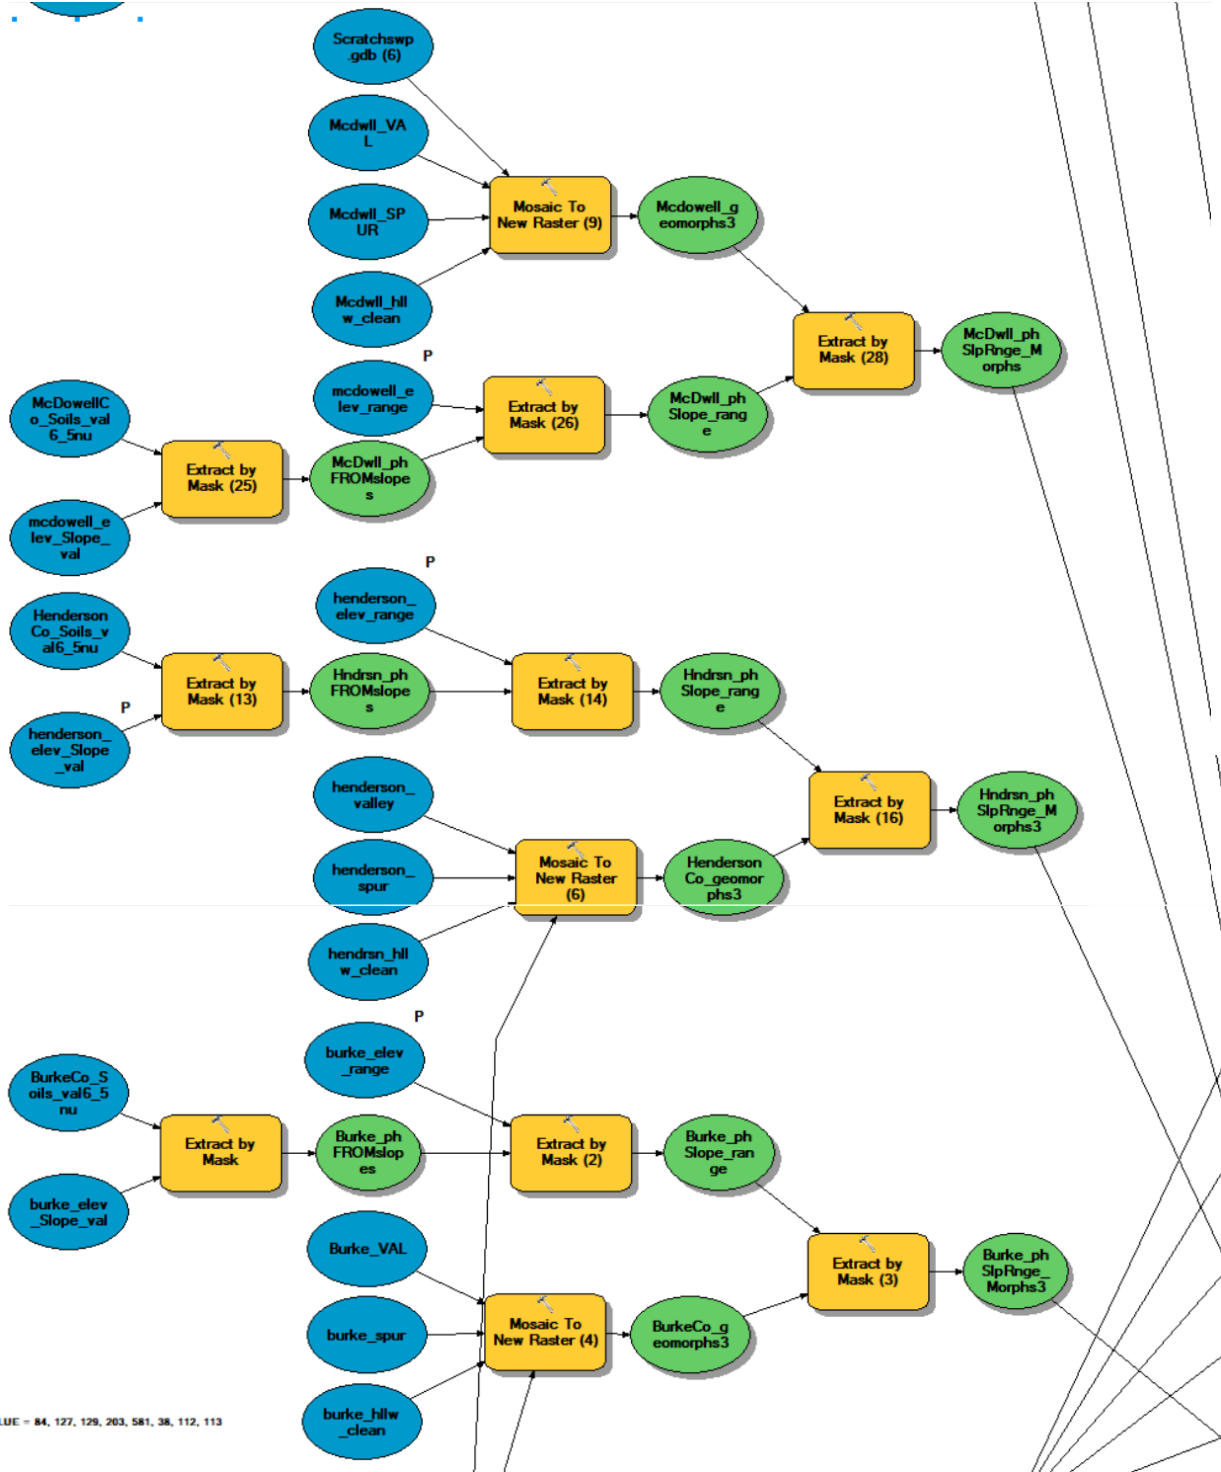 Scratchswp
.gdb (6)
Mcdwll_VA
L
Mcdwll_SP
UR
Mcdwll_hll
w_clean
Mosaic To
New Raster (9)
Mcdowell_g
eomorphs3
P
mcdowell_e
lev_range
Extract by
Mask (26)
McDwll_ph
Slope_rang
e
Extract by
Mask (28)
McDwll_ph
SlpRnge_M
orphs
McDowellC
o_Soils_val
6_5nu
mcdowell_e
lev_Slope_
val
Extract by
Mask (25)
McDwll_ph
FROMslope
s
P
henderson_
elev_range
Henderson
Co_Soils_v
al6_5nu
P
henderson_
elev_Slope
_val
Extract by
Mask (13)
Hndrsn_ph
FROMslope
s
Extract by
Mask (14)
Hndrsn_ph
Slope_rang
e
henderson_
valley
henderson_
spur
hendrsn_hll
w_clean
Mosaic To
New Raster
(6)
Henderson
Co_geomor
phs3
Extract by
Mask (16)
Hndrsn_ph
SlpRnge_M
orphs3
P
burke_elev
_range
BurkeCo_S
oils_val6_5
nu
burke_elev
_Slope_val
Extract by
Mask
Burke_ph
FROMslop
es
Extract by
Mask (2)
Burke_ph
Slope_ran
ge
Burke_VAL
burke_spur
burke_hllw
_clean
Mosaic To
New Raster (4)
BurkeCo_g
eomorphs3
Extract by
Mask (3)
Burke_ph
SlpRnge_
Morphs3
LUE = 84, 127, 129, 203, 581, 38, 112, 113